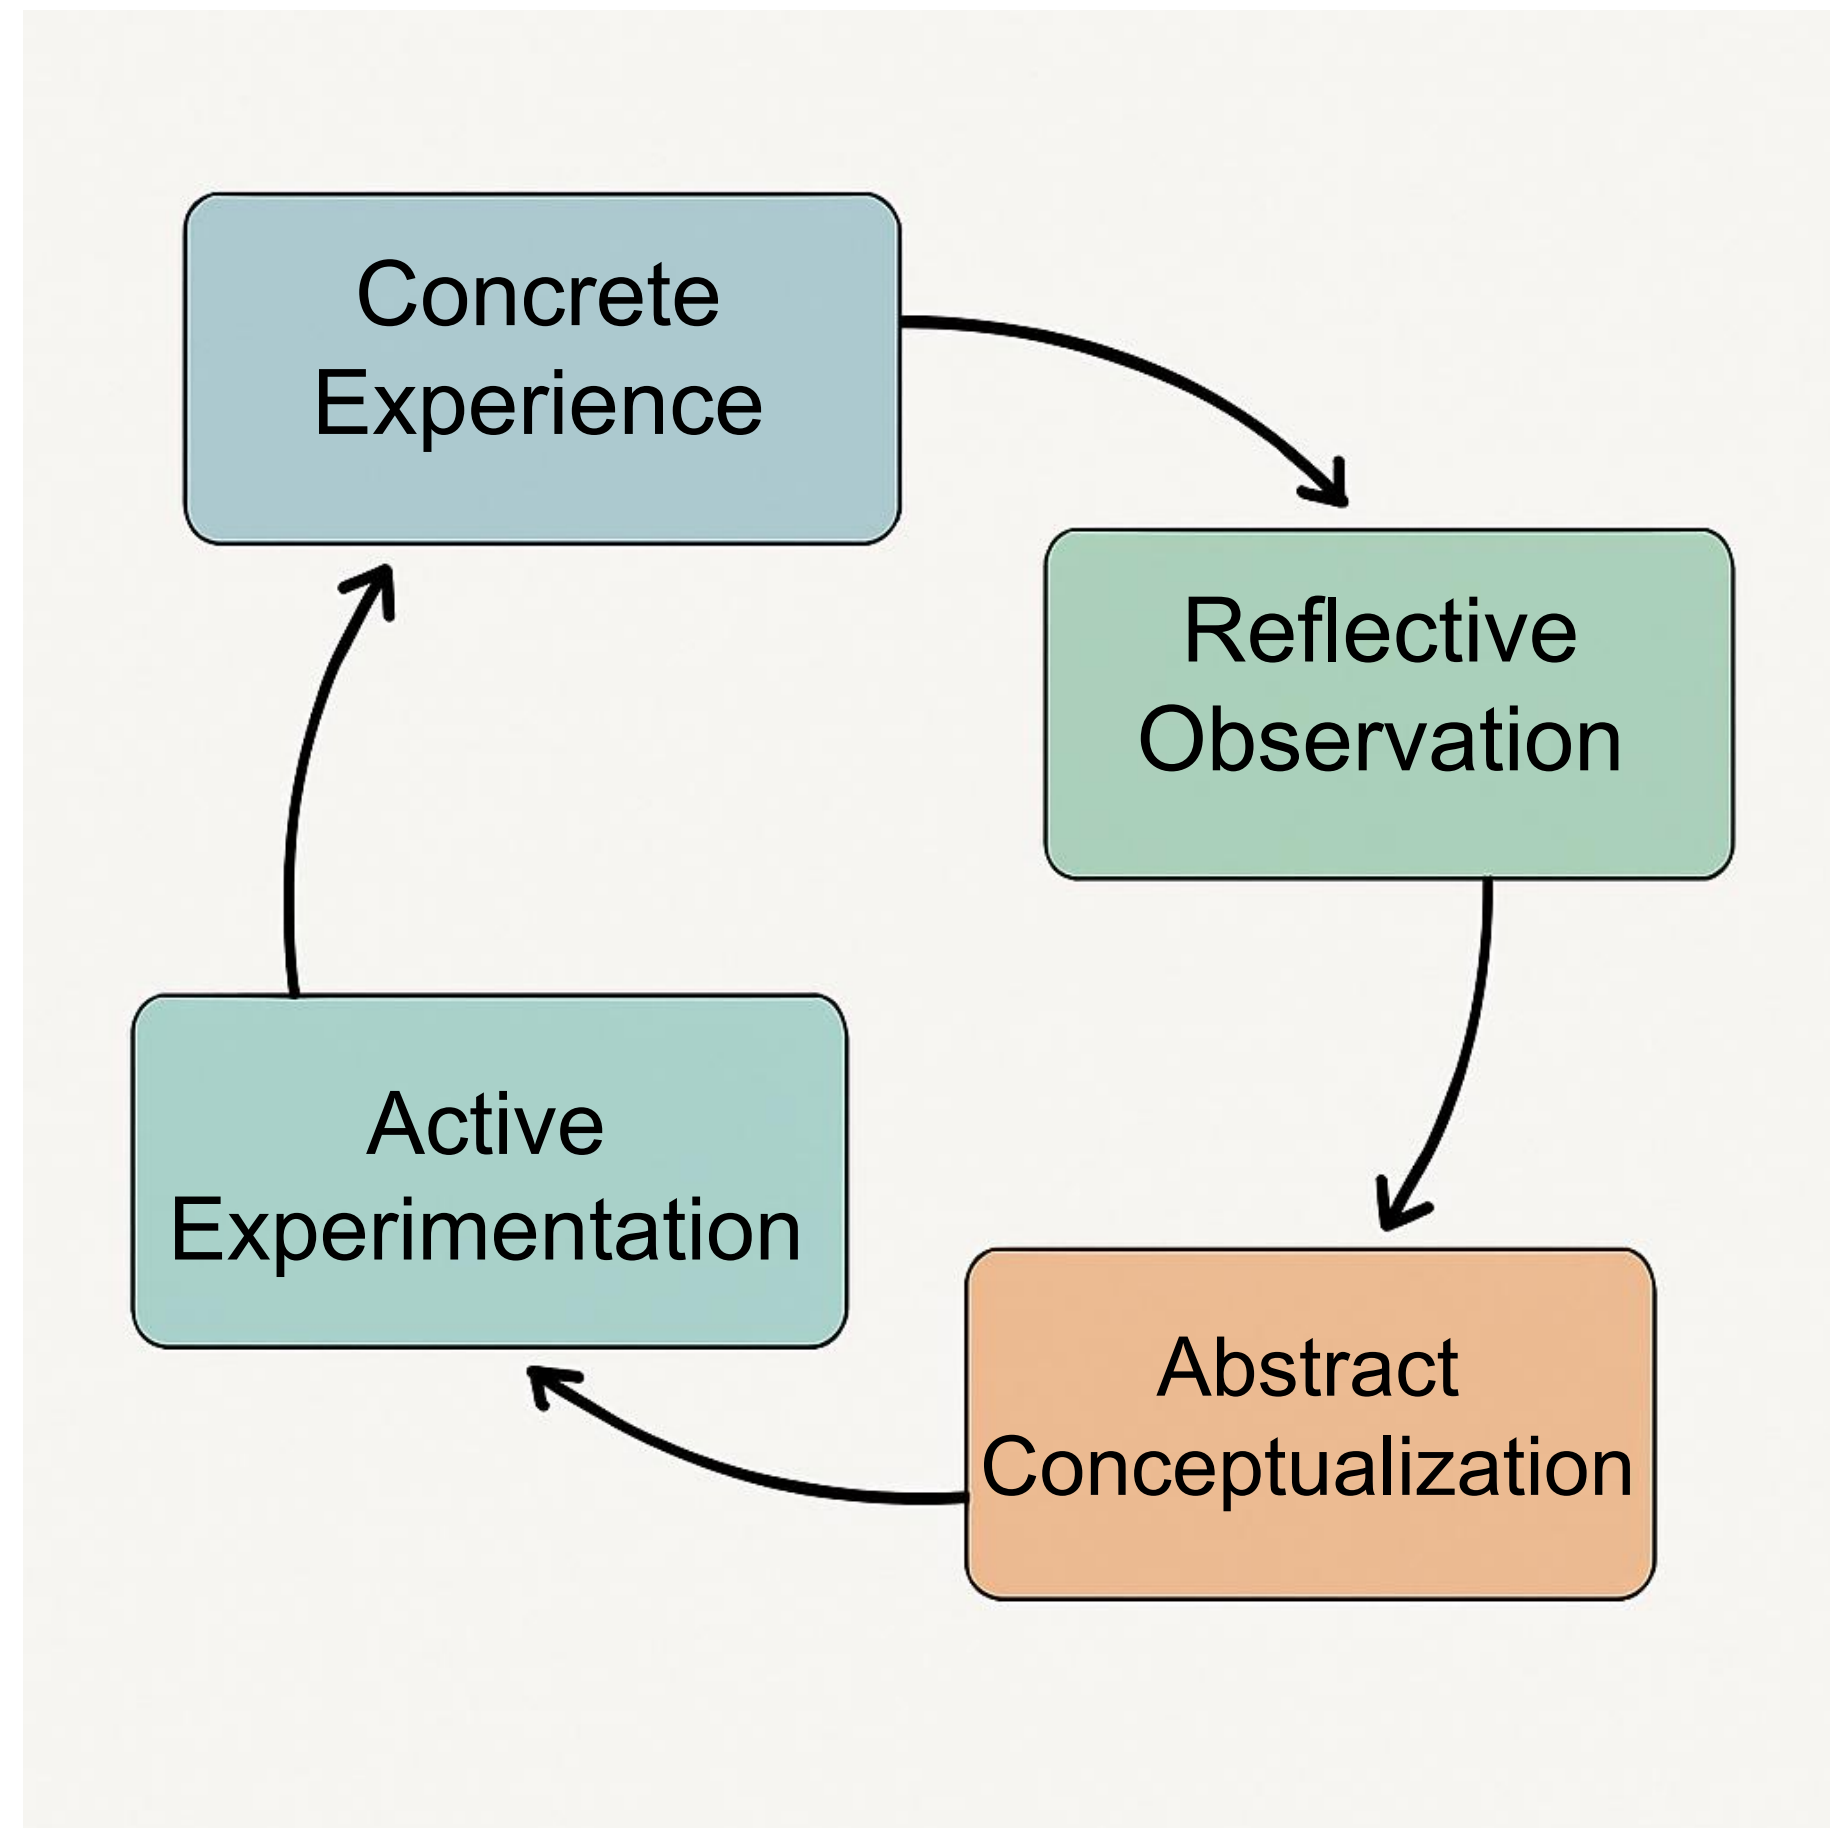 Concrete
Experience
Reflective
Observation
Abstract
Conceptualization
Active
Experimentation